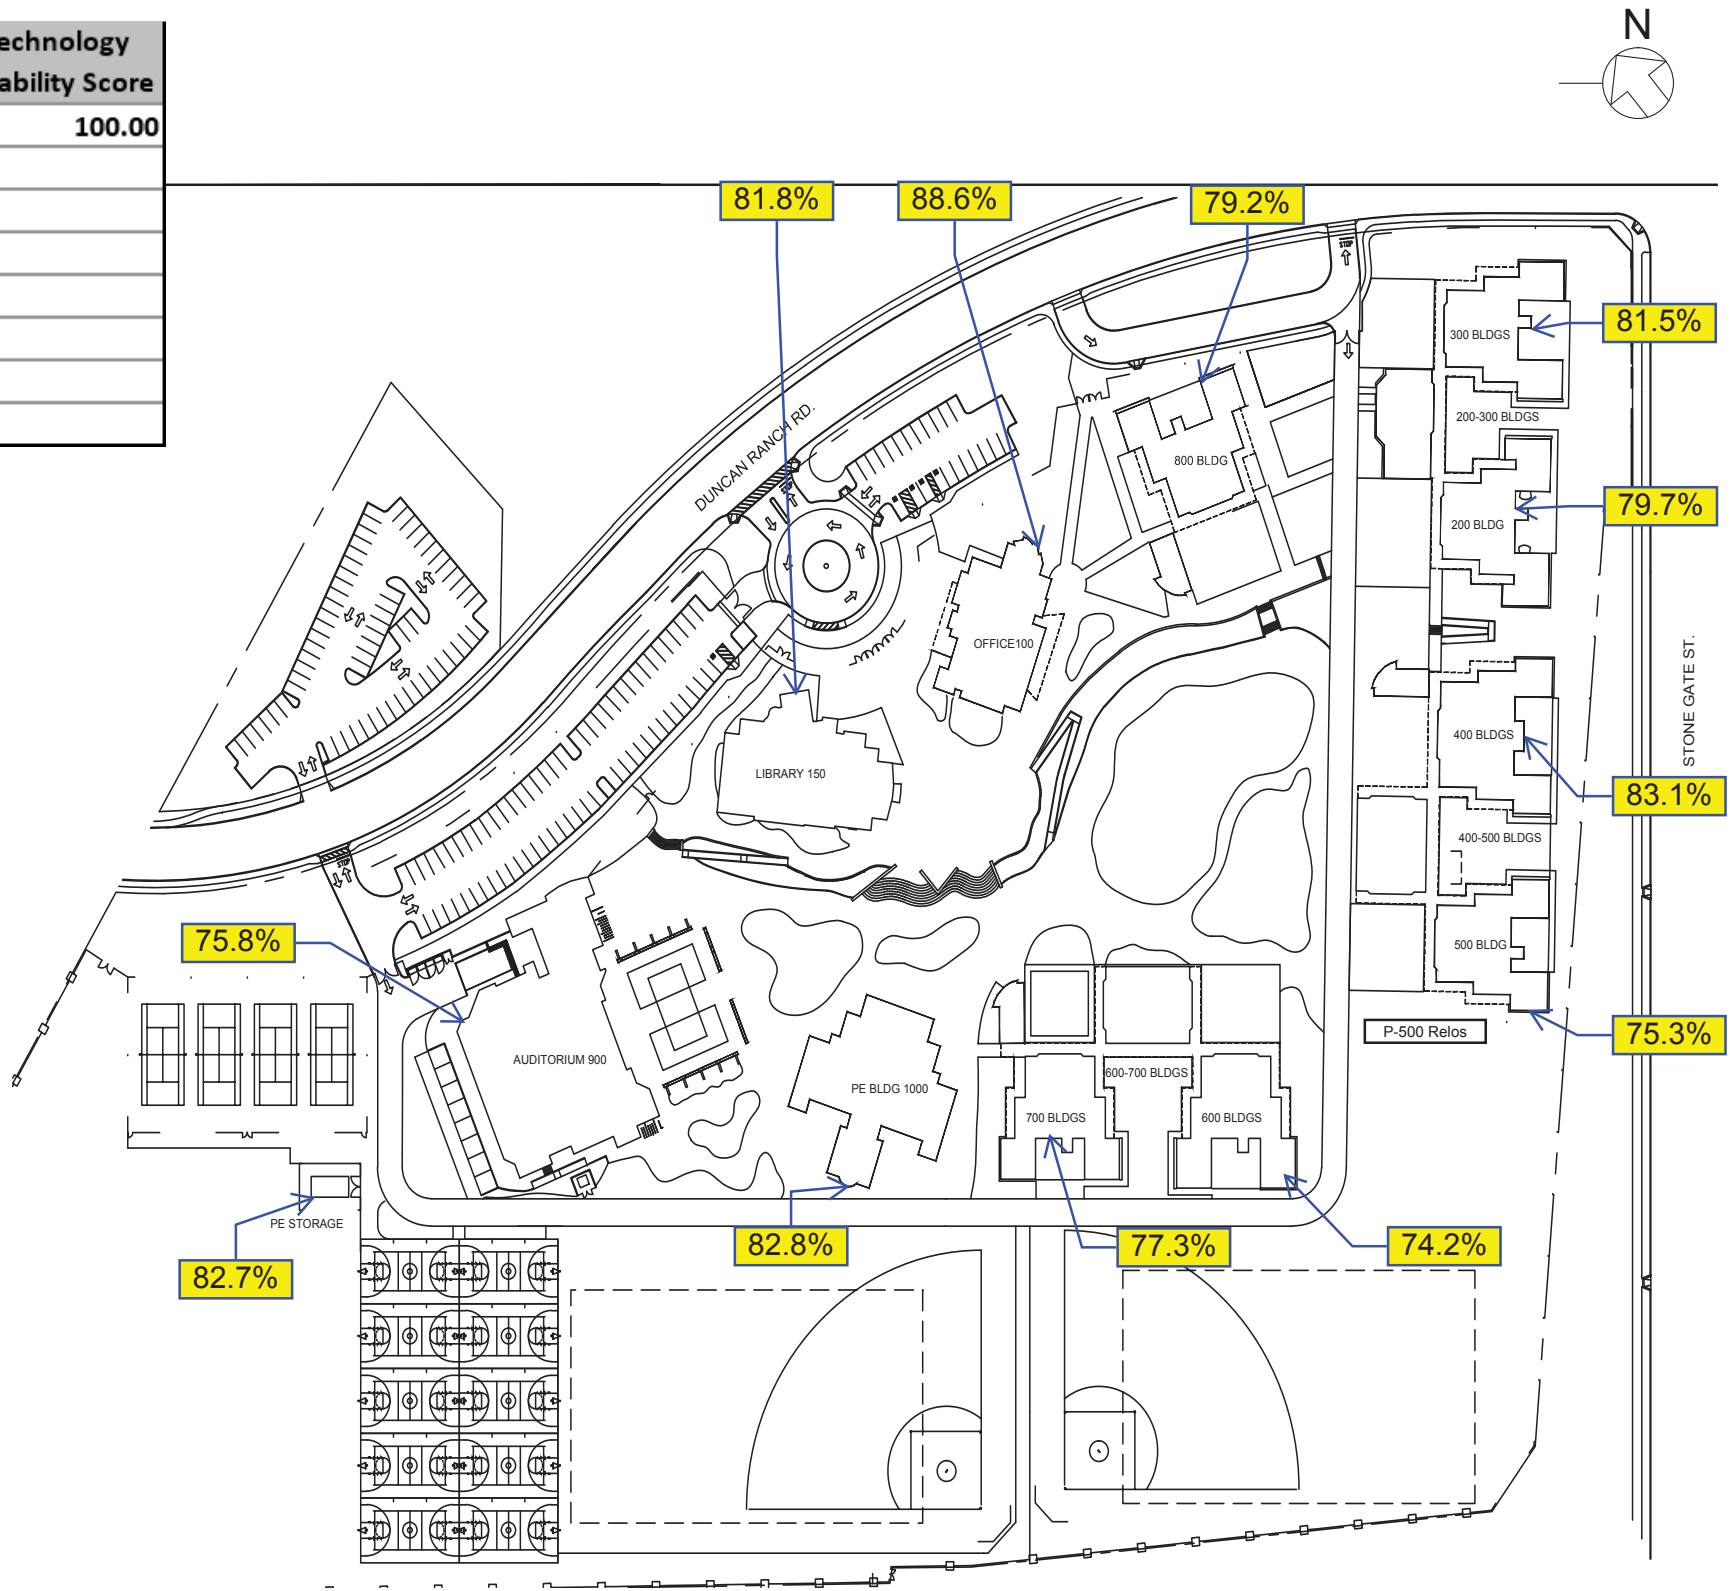 N
echnology
ability Score
100.00
81.8%
88.6%
79.2%
STOP
81.5%
300 BLDGS
DUNCAN RANCH RD.
200-300 BLDGS
800 BLDG
79.7%
200 BLDG
OFFICE100
STONE GATE ST.
400 BLDGS
LIBRARY 150
83.1%
400-500 BLDGS
STOP
75.8%
500 BLDG
P-500 Relos
75.3%
AUDITORIUM 900
600-700 BLDGS
PE BLDG 1000
700 BLDGS
600 BLDGS
PE STORAGE
82.8%
77.3%
74.2%
82.7%